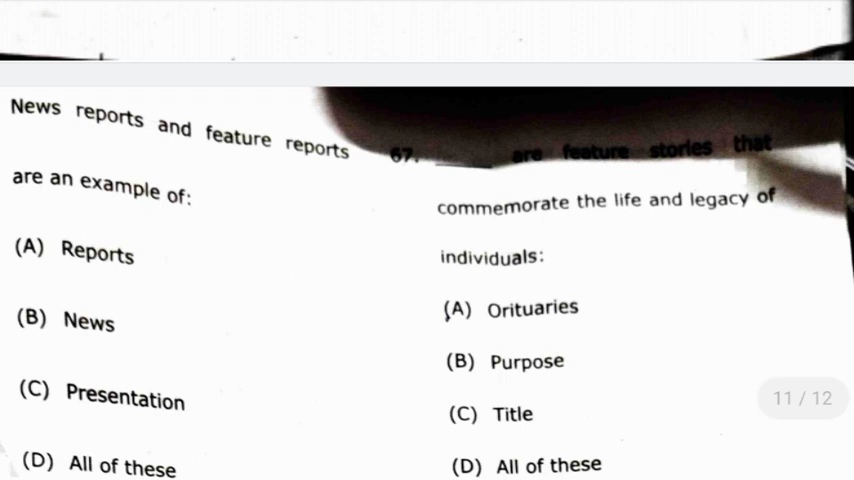 News reports and feature reports
are an example of:
(A) Reports
(B) News
(C) Presentation
(D) All of these
67. ______ are feature stories that
commemorate the life and legacy of
individuals:
(A) Orituaries
(B) Purpose
(C) Title
(D) All of these
11 / 12